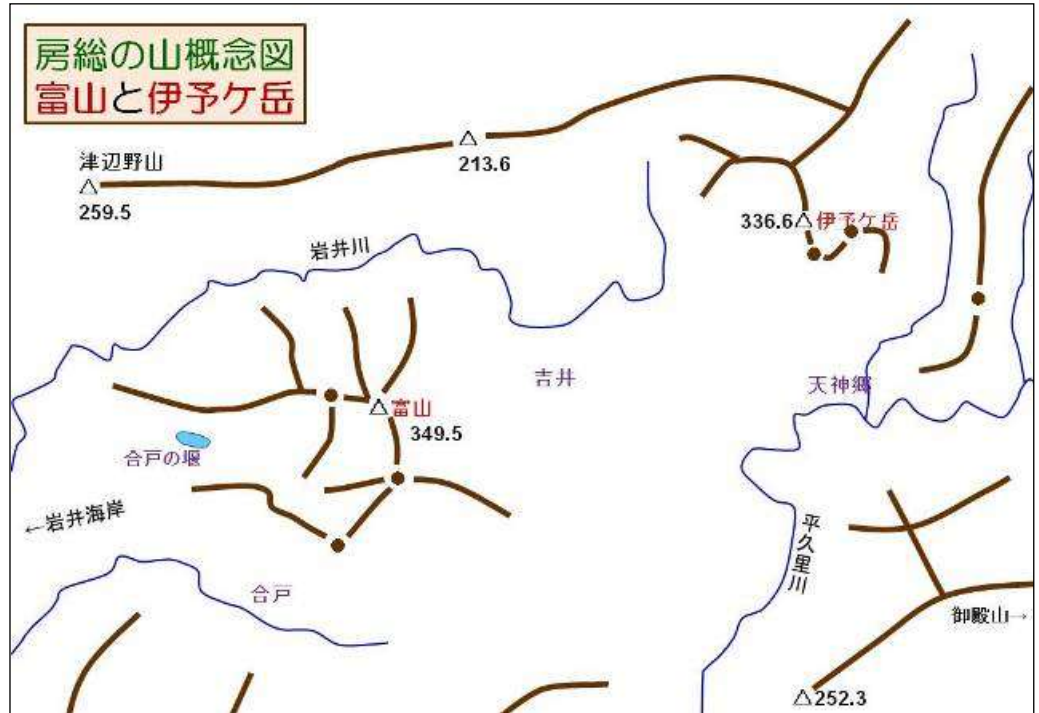 房総の山概念図
富山と伊予ケ岳
津辺野山
△
259.5
△
213.6
336.6△伊予ケ岳
岩井川
吉井
天神郷
△富山
349.5
合戸の堰
←岩井海岸
平久里川
合戸
御殿山→
△252.3